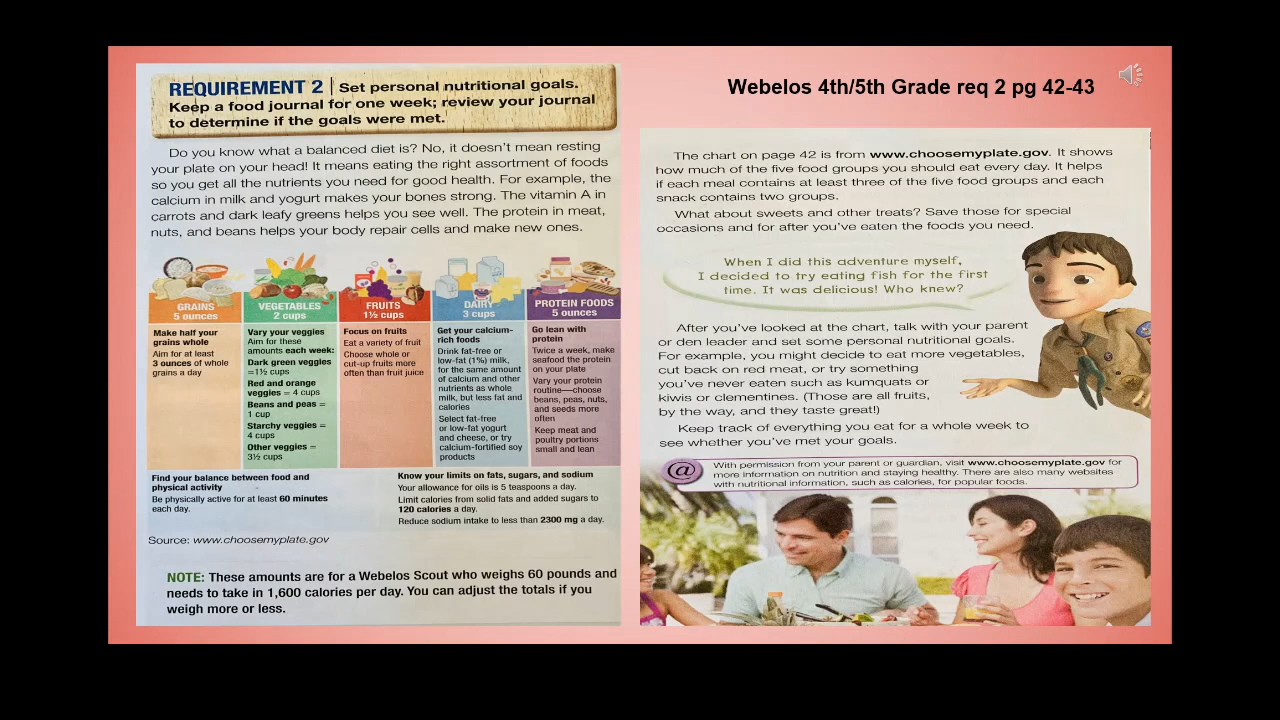 Webelos 4th/5th Grade req 2 pg 42-43
REQUIREMENT 2 | Set personal nutritional goals.
Keep a food journal for one week; review your journal
to determine if the goals were met.
Do you know what a balanced diet is? No, it doesn't mean resting
your plate on your head! It means eating the right assortment of foods
so you get all the nutrients you need for good health. For example, the
calcium in milk and yogurt makes your bones strong. The vitamin A in
carrots and dark leafy greens helps you see well. The protein in meat,
nuts, and beans helps your body repair cells and make new ones.
GRAINS
5 ounces
Make half your
grains whole
Aim for at least
3 ounces of whole
grains a day
VEGETABLES
2 cups
Vary your veggies
Aim for these
amounts each week:
Dark green veggies
=1½ cups
Red and orange
veggies = 4 cups
Beans and peas =
1 cup
Starchy veggies =
4 cups
Other veggies =
3½ cups
FRUITS
1½ cups
Focus on fruits
Eat a variety of fruit
Choose whole or
cut-up fruits more
often than fruit juice
DAIRY
3 cups
Get your calcium-
rich foods
Drink fat-free or
low-fat (1%) milk,
for the same amount
of calcium and other
nutrients as whole
milk, but less fat and
calories
Select fat-free
or low-fat yogurt
and cheese, or try
calcium-fortified soy
products
PROTEIN FOODS
5 ounces
Go lean with
protein
Twice a week, make
seafood the protein
on your plate
Vary your protein
routine—choose
beans, peas, nuts,
and seeds more
often
Keep meat and
poultry portions
small and lean
Find your balance between food and
physical activity
Be physically active for at least 60 minutes
each day.
Know your limits on fats, sugars, and sodium
Your allowance for oils is 5 teaspoons a day.
Limit calories from solid fats and added sugars to
120 calories a day.
Reduce sodium intake to less than 2300 mg a day.
Source: www.choosemyplate.gov
NOTE: These amounts are for a Webelos Scout who weighs 60 pounds and
needs to take in 1,600 calories per day. You can adjust the totals if you
weigh more or less.
The chart on page 42 is from www.choosemyplate.gov. It shows
how much of the five food groups you should eat every day. It helps
if each meal contains at least three of the five food groups and each
snack contains two groups.
What about sweets and other treats? Save those for special
occasions and for after you've eaten the foods you need.
When I did this adventure myself,
I decided to try eating fish for the first
time. It was delicious! Who knew?
After you've looked at the chart, talk with your parent
or den leader and set some personal nutritional goals.
For example, you might decide to eat more vegetables,
cut back on red meat, or try something
you've never eaten such as kumquats or
kiwis or clementines. (Those are all fruits,
by the way, and they taste great!)
Keep track of everything you eat for a whole week to
see whether you've met your goals.
@
With permission from your parent or guardian, visit www.choosemyplate.gov for
more information on nutrition and staying healthy. There are also many websites
with nutritional information, such as calories, for popular foods.